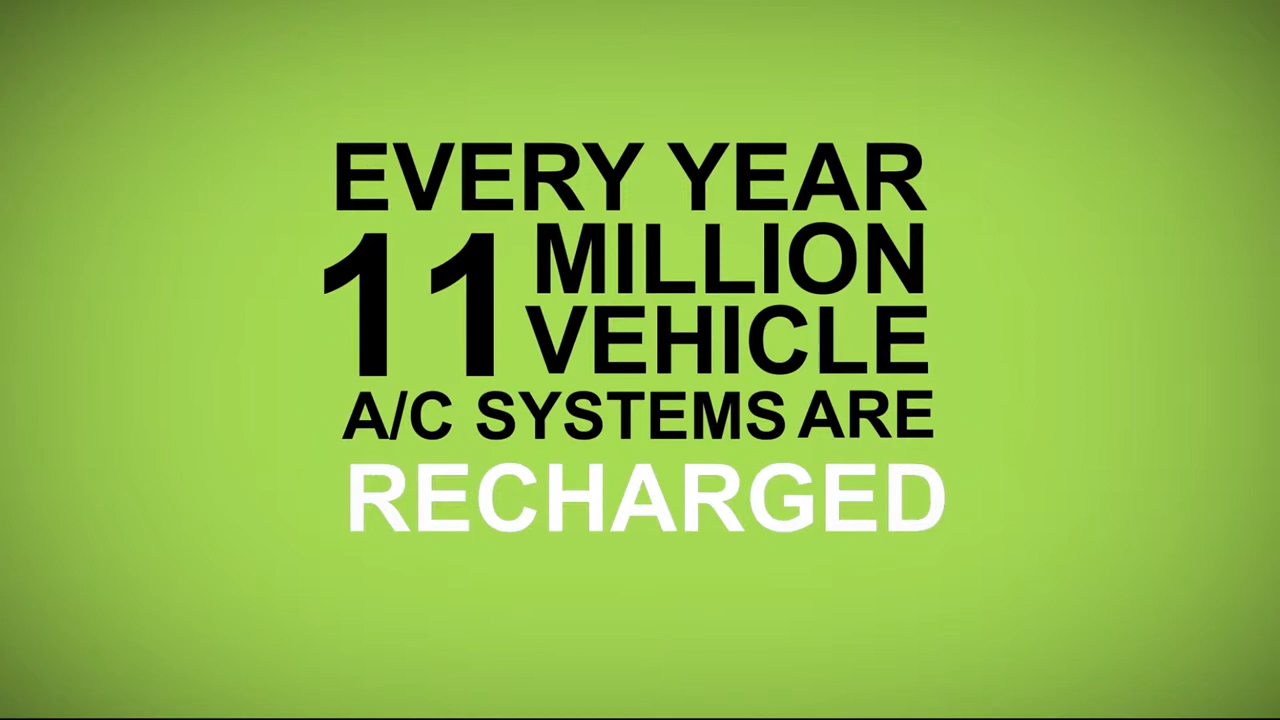 EVERY YEAR
11 MILLION
VEHICLE
A/C SYSTEMS ARE
RECHARGED